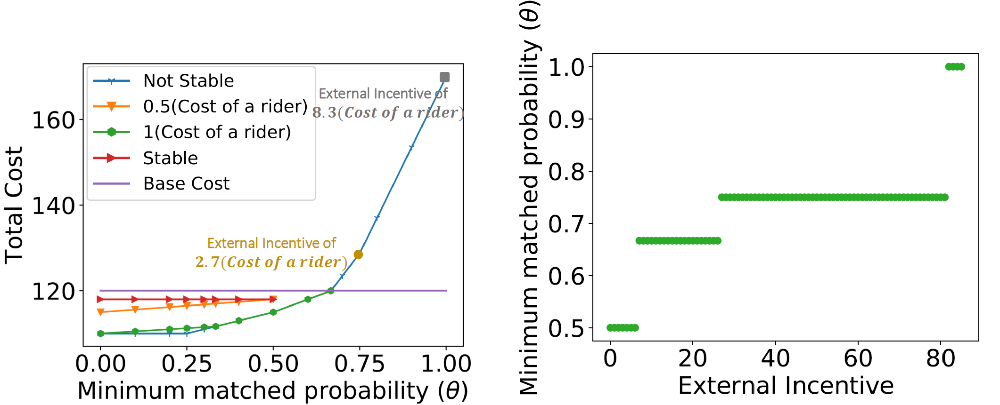 Not Stable
0.5(Cost of a rider)
1(Cost of a rider)
Stable
Base Cost
External Incentive of
8.3(Cost of a rider)
External Incentive of
2.7(Cost of a rider)
160
140
120
Total Cost
0.00 0.25 0.50 0.75 1.00
Minimum matched probability (θ)
Minimum matched probability (θ)
1.0
0.9
0.8
0.7
0.6
0.5
0 20 40 60 80
External Incentive